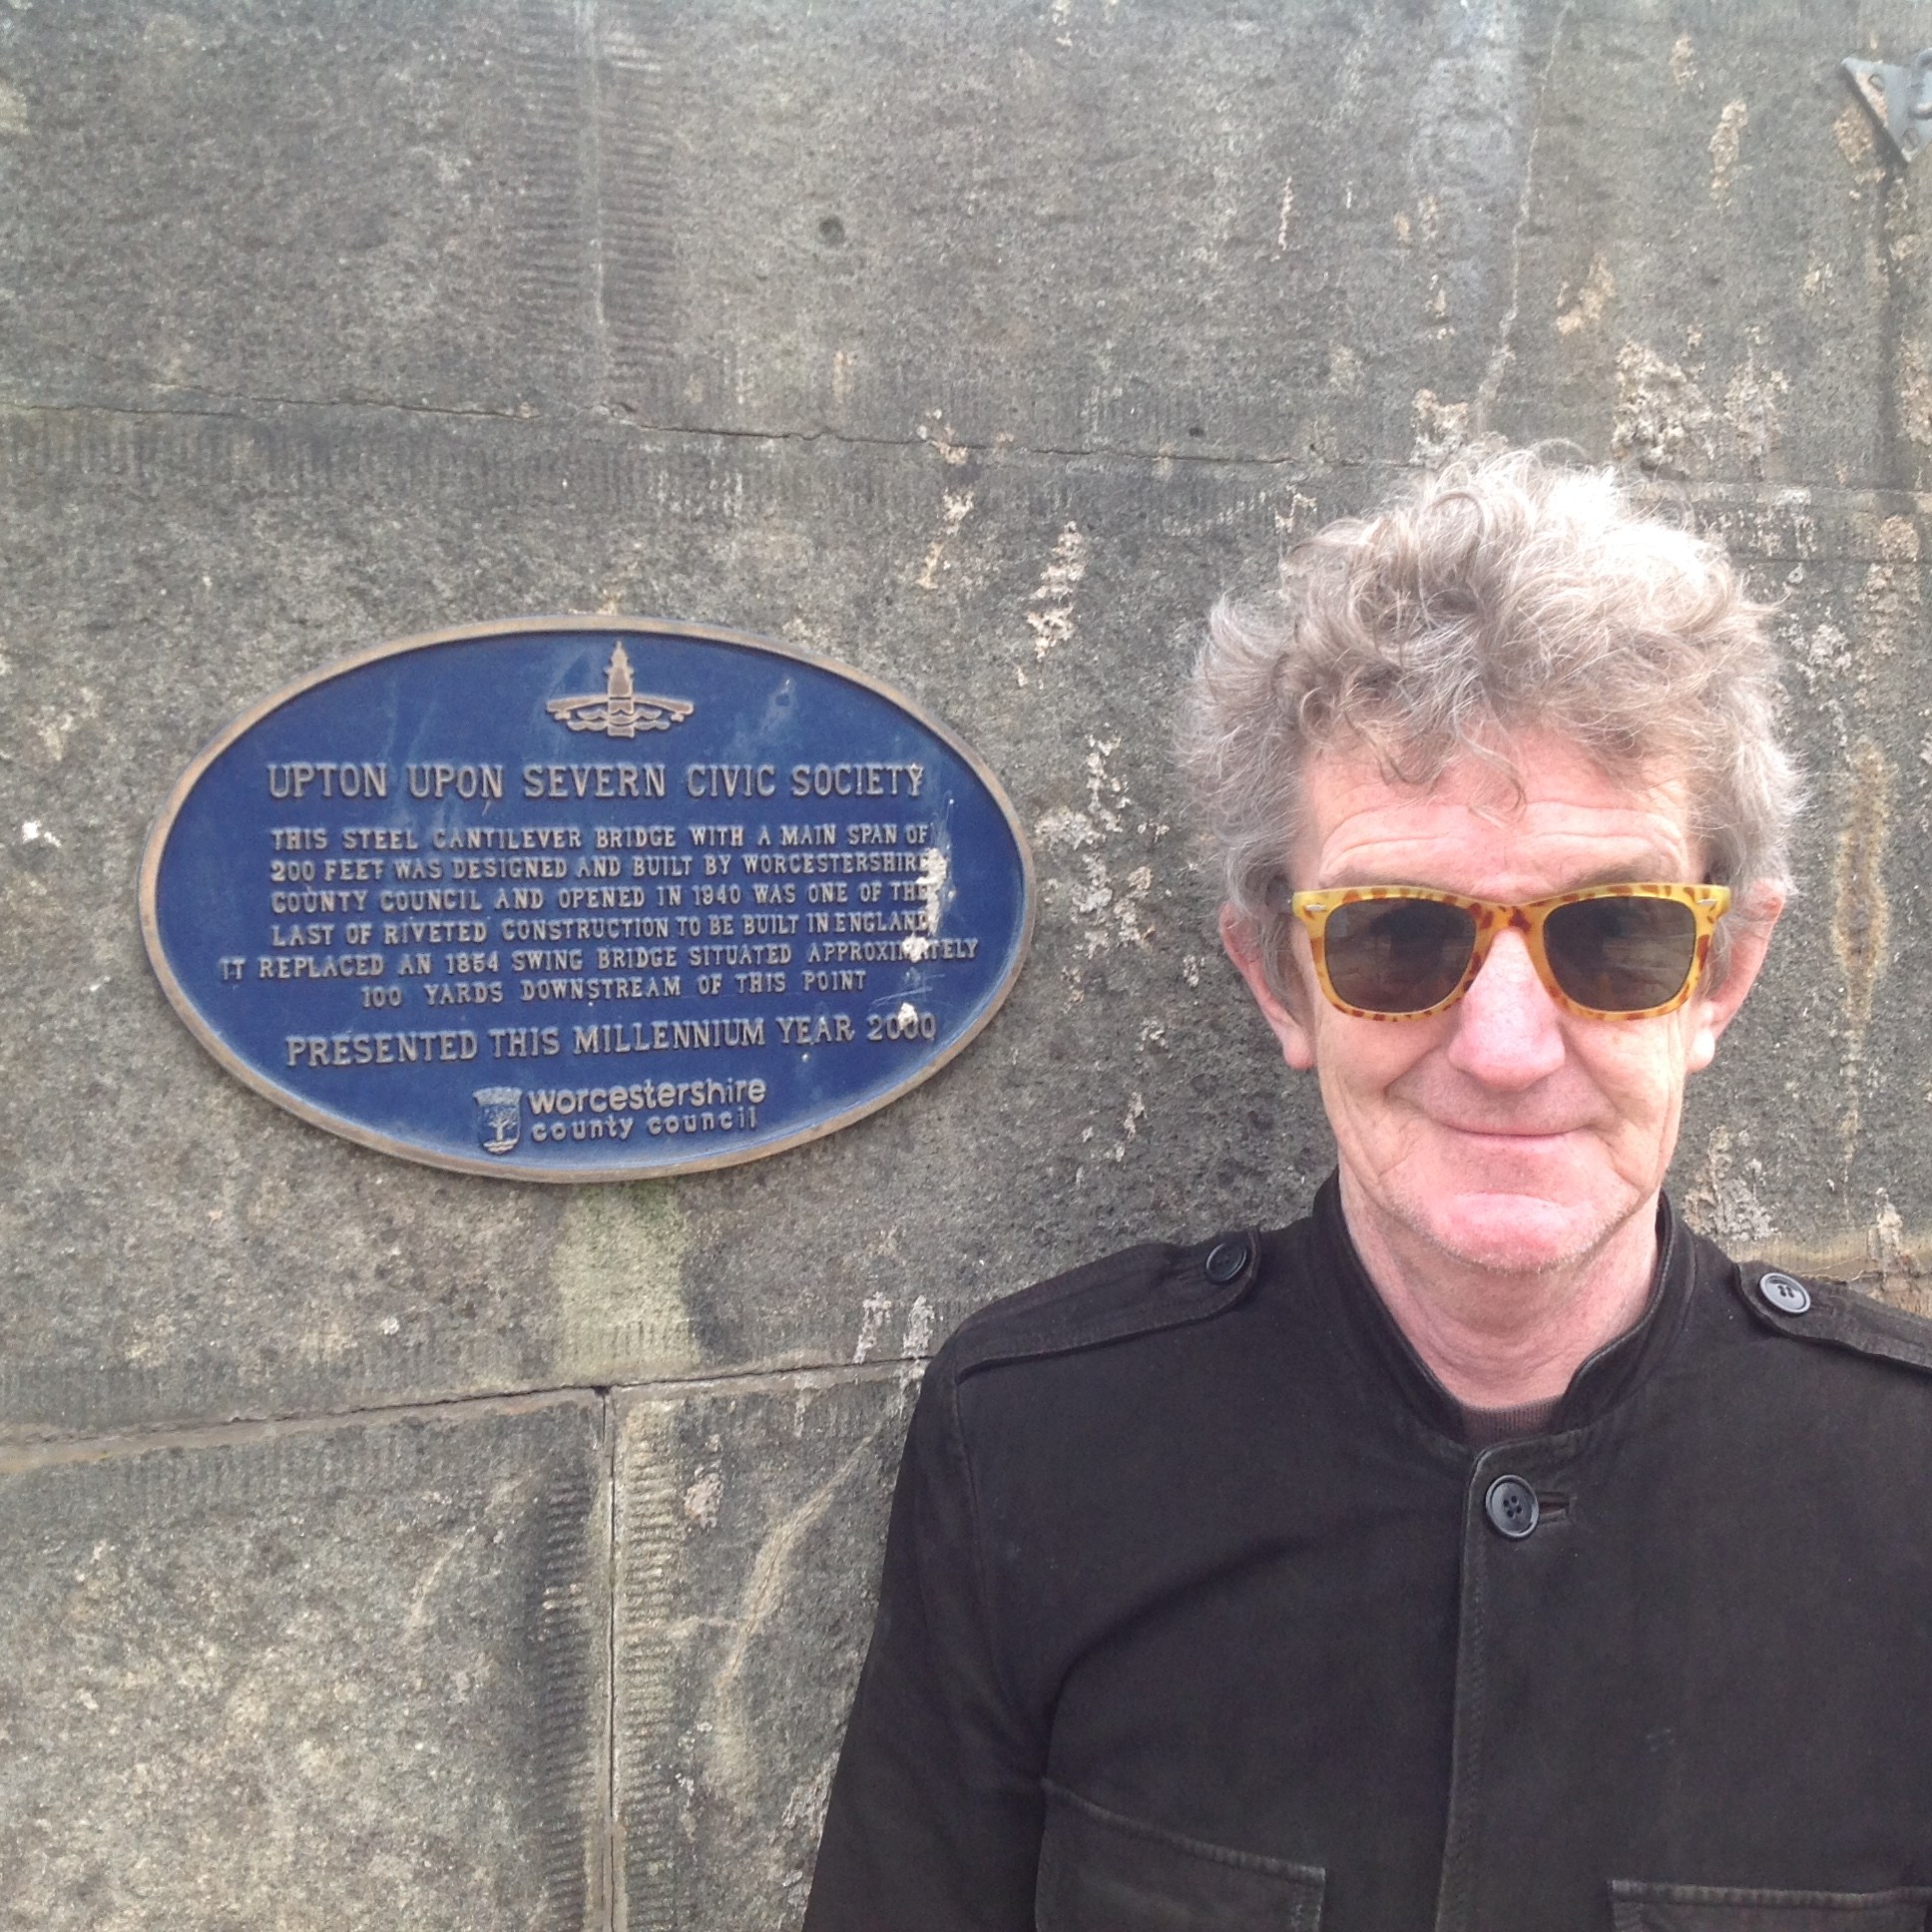 UPTON UPON SEVERN CIVIC SOCIETY
THIS STEEL CANTILEVER BRIDGE WITH A MAIN SPAN OF
200 FEET WAS DESIGNED AND BUILT BY WORCESTERSHIRE
COUNTY COUNCIL AND OPENED IN 1940 WAS ONE OF THE
LAST OF RIVETED CONSTRUCTION TO BE BUILT IN ENGLAND
IT REPLACED AN 1854 SWING BRIDGE SITUATED APPROXIMATELY
100 YARDS DOWNSTREAM OF THIS POINT
PRESENTED THIS MILLENNIUM YEAR 2000
worcestershire
county council